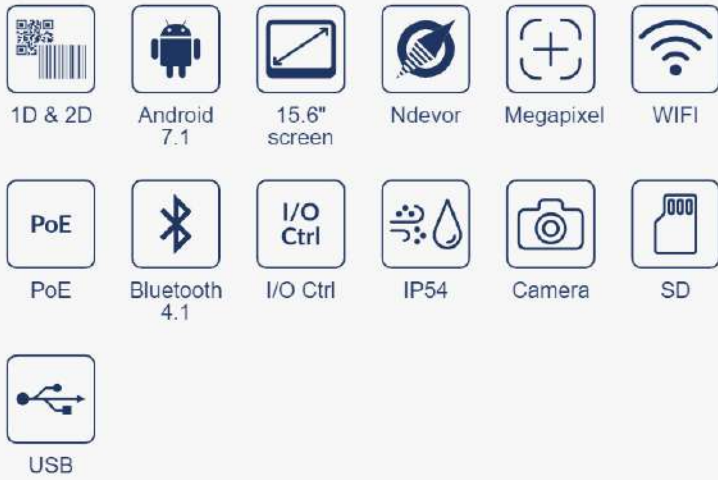 1D & 2D
Android
7.1
15.6"
screen
Ndevor
Megapixel
WIFI
PoE
I/O
Ctrl
PoE
Bluetooth
4.1
I/O Ctrl
IP54
Camera
SD
USB